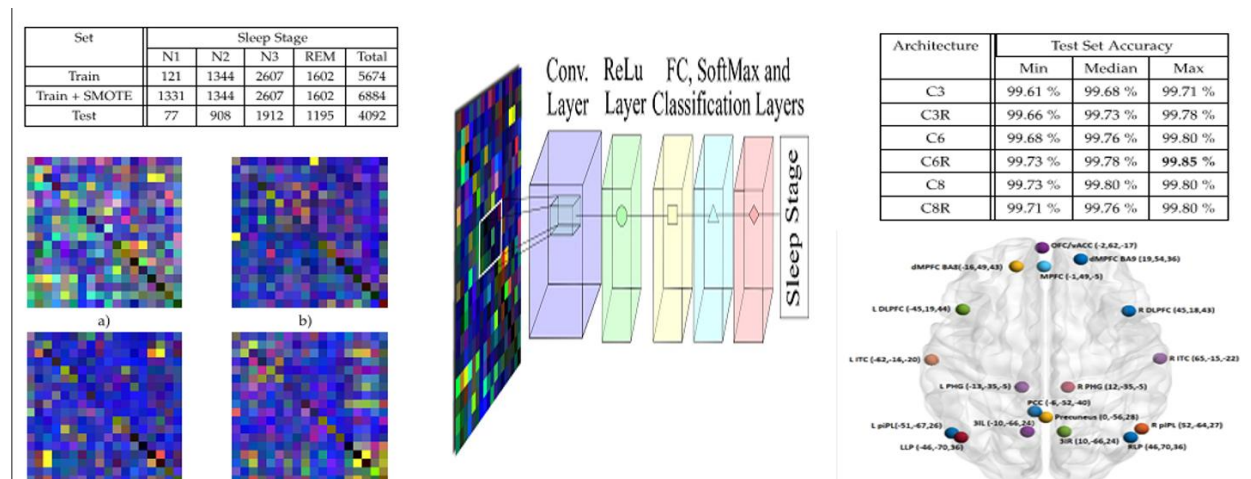 Set Sleep Stage
N1 N2 N3 REM Total
Train 121 1344 2607 1602 5674
Train + SMOTE 1331 1344 2607 1602 6884
Test 77 908 1912 1195 4092
a) b)
Conv. ReLu FC, SoftMax and
Layer Layer Classification Layers
Sleep Stage
Architecture Test Set Accuracy
Min Median Max
C3 99.61 % 99.68 % 99.71 %
C3R 99.66 % 99.73 % 99.78 %
C6 99.68 % 99.76 % 99.80 %
C6R 99.73 % 99.78 % 99.85 %
C8 99.73 % 99.80 % 99.80 %
C8R 99.71 % 99.76 % 99.80 %
OFC/vACC (-2,62,-17)
dMPFC BA8(-16,49,43) dMPFC BA9 (19,54,36)
MPFC (-1,49,-5)
L DLPFC (-45,19,44) R DLPFC (45,18,43)
L ITC (-62,-16,-20) R ITC (65,-15,-22)
L PHG (-13,-35,-5) R PHG (12,-35,-5)
PCC (-6,-52,-40)
Precuneus (0,-56,28)
L piPL(-51,-67,26) 3IL (-10,-66,24) R piPL (52,-64,27)
LLP (-46,-70,36) 3IR (10,-66,24) RLP (46,70,36)